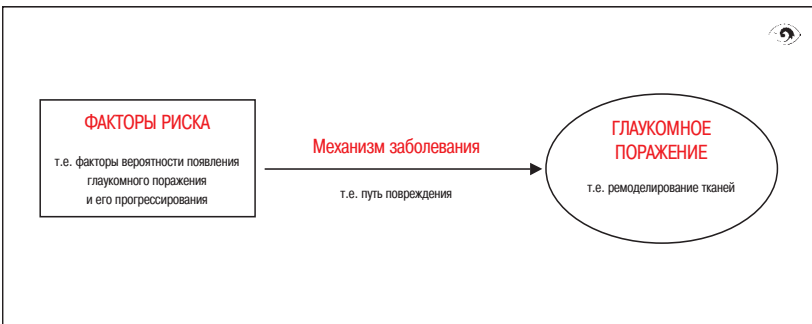 ФАКТОРЫ РИСКА
т.е. факторы вероятности появления
глаукомного поражения
и его прогрессирования
Механизм заболевания
т.е. путь повреждения
ГЛАУКОМНОЕ
ПОРАЖЕНИЕ
т.е. ремоделирование тканей